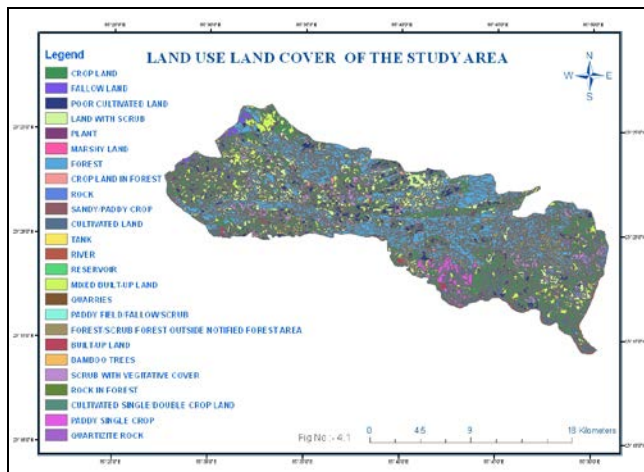 LAND USE LAND COVER OF THE STUDY AREA
Legend
CROP LAND
FALLOW LAND
POOR CULTIVATED LAND
LAND WITH SCRUB
PLANT
MARSHY LAND
FOREST
CROP LAND IN FOREST
ROCK
SANDY/PADDY CROP
CULTIVATED LAND
TANK
RIVER
RESERVOIR
MIXED BUILT-UP LAND
QUARRIES
PADDY FIELD/FALLOW/SCRUB
FOREST/SCRUB FOREST OUTSIDE NOTIFIED FOREST AREA
BUILT-UP LAND
BAMBOO TREES
SCRUB WITH VEGITATIVE COVER
ROCK IN FOREST
CULTIVATED SINGLE/DOUBLE CROP LAND
PADDY SINGLE CROP
QUARTIZITE ROCK
N
W E
S
Fig No :- 4.1
0 4.5 9 18 Kilometers